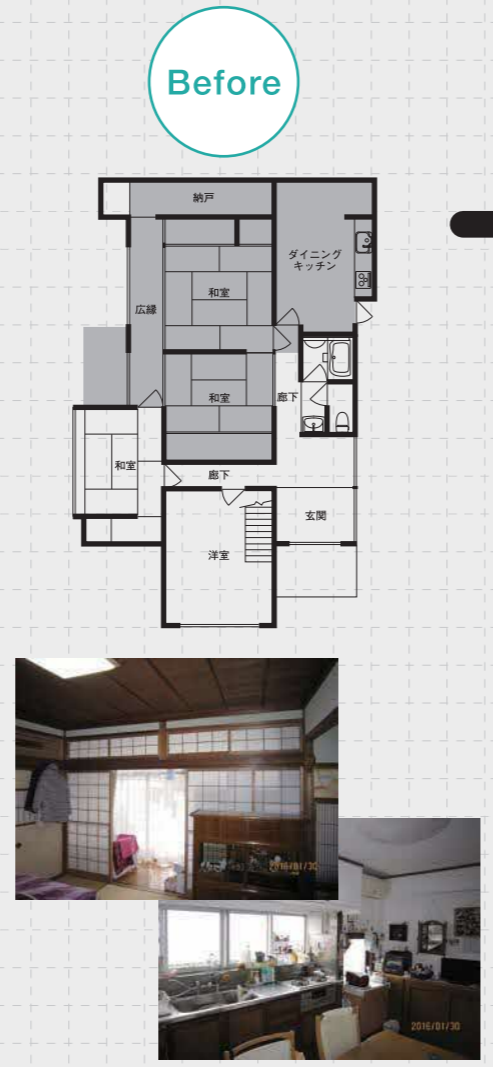 Before
納戸
ダイニング
キッチン
和室
広縁
和室
廊下
和室
廊下
玄関
洋室
2016/01/30
2016/01/30